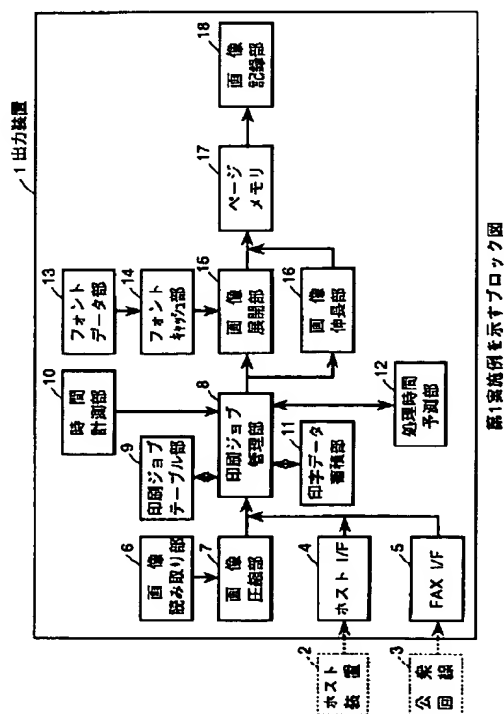 1 出力装置
13
フォント
データ部
14
フォント
キャッシュ部
10
時間
計測部
9
印刷ジョブ
テーブル部
6
画像
読み取り部
7
画像
圧縮部
8
印刷ジョブ
管理部
15
画像
展開部
17
ページ
メモリ
18
画像
記録部
16
画像
伸長部
11
印字データ
蓄積部
12
処理時間
予測部
2
ホスト
装置
4
ホスト I/F
3
公衆
回線
5
FAX I/F
第1実施例を示すブロック図